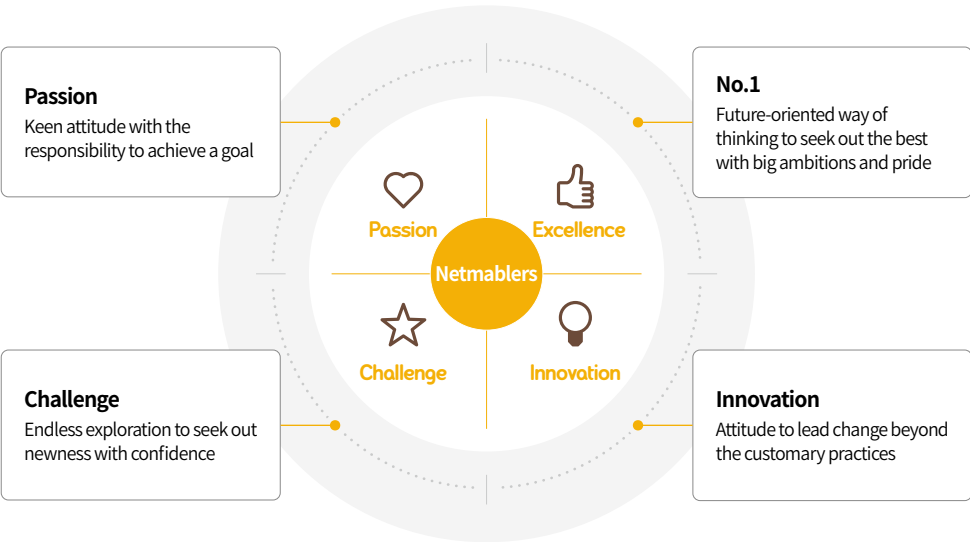 Passion
Keen attitude with the
responsibility to achieve a goal
No.1
Future-oriented way of
thinking to seek out the best
with big ambitions and pride
Passion
Excellence
Netmablers
Challenge
Innovation
Challenge
Endless exploration to seek out
newness with confidence
Innovation
Attitude to lead change beyond
the customary practices